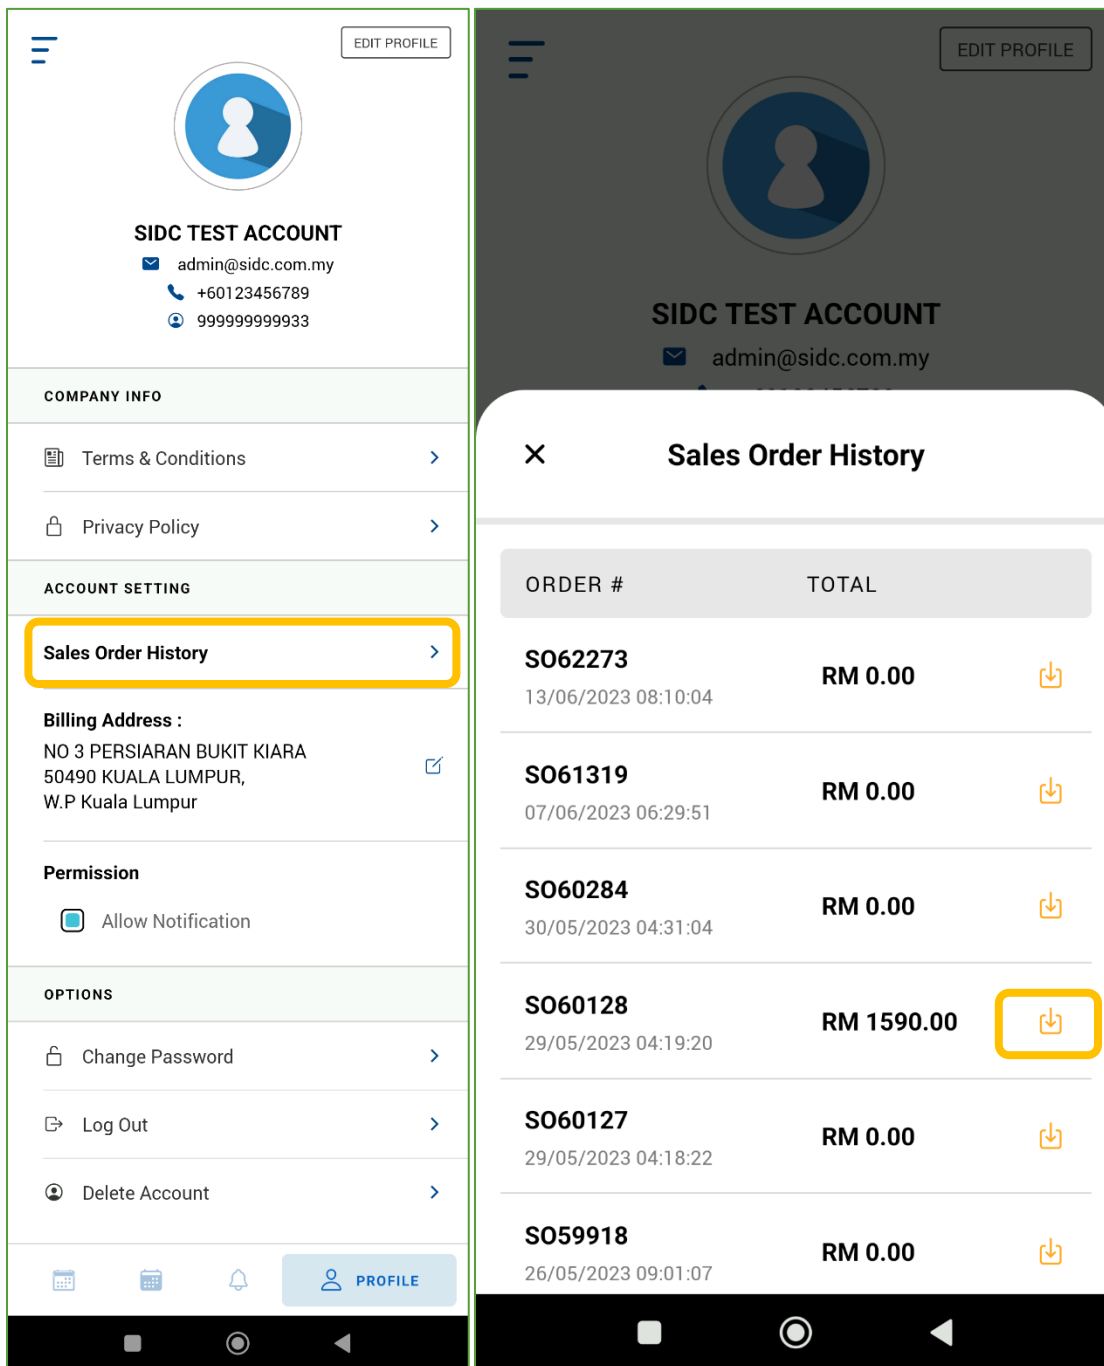 EDIT PROFILE
SIDC TEST ACCOUNT
admin@sidc.com.my
+60123456789
999999999933
COMPANY INFO
Terms & Conditions
Privacy Policy
ACCOUNT SETTING
Sales Order History
Billing Address :
NO 3 PERSIARAN BUKIT KIARA
50490 KUALA LUMPUR,
W.P Kuala Lumpur
Permission
Allow Notification
OPTIONS
Change Password
Log Out
Delete Account
PROFILE
EDIT PROFILE
SIDC TEST ACCOUNT
admin@sidc.com.my
Sales Order History
ORDER # TOTAL
SO62273
RM 0.00
13/06/2023 08:10:04
SO61319
RM 0.00
07/06/2023 06:29:51
SO60284
RM 0.00
30/05/2023 04:31:04
SO60128
RM 1590.00
29/05/2023 04:19:20
SO60127
RM 0.00
29/05/2023 04:18:22
SO59918
RM 0.00
26/05/2023 09:01:07